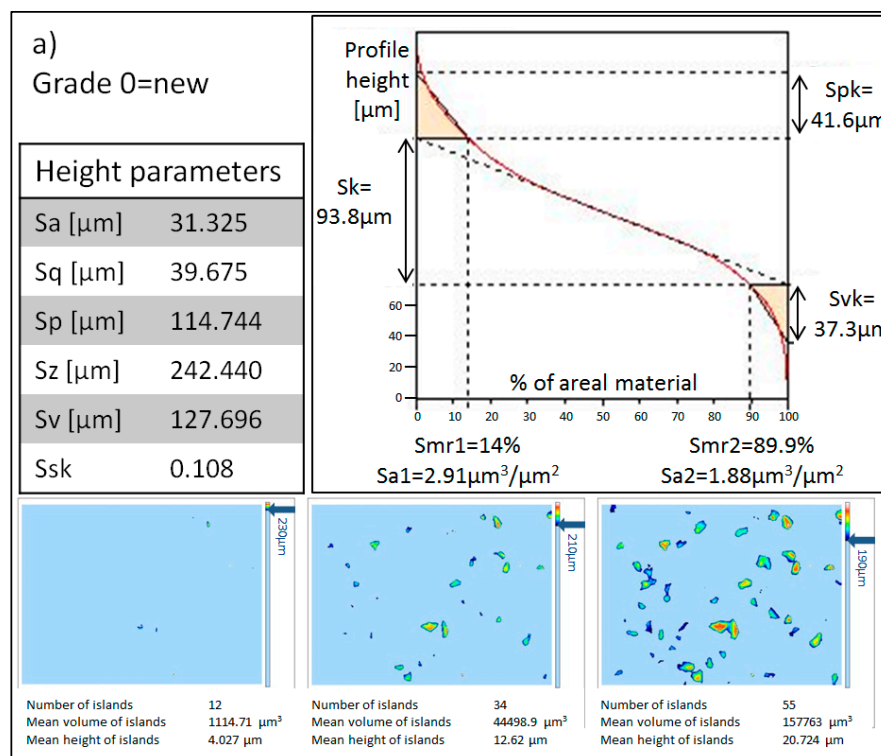 a)
Grade 0=new
Height parameters
Sa [µm] 31.325
Sq [µm] 39.675
Sp [µm] 114.744
Sz [µm] 242.440
Sv [µm] 127.696
Ssk 0.108
Profile
height
[µm]
Spk=
41.6µm
Sk=
93.8µm
Svk=
37.3µm
60
40
20
0
% of areal material
0 10 20 30 40 50 60 70 80 90 100
Smr1=14% Smr2=89.9%
Sa1=2.91µm³/µm² Sa2=1.88µm³/µm²
230µm
210µm
190µm
Number of islands 12
Mean volume of islands 1114.71 µm³
Mean height of islands 4.027 µm
Number of islands 34
Mean volume of islands 44498.9 µm³
Mean height of islands 12.62 µm
Number of islands 55
Mean volume of islands 157763 µm³
Mean height of islands 20.724 µm